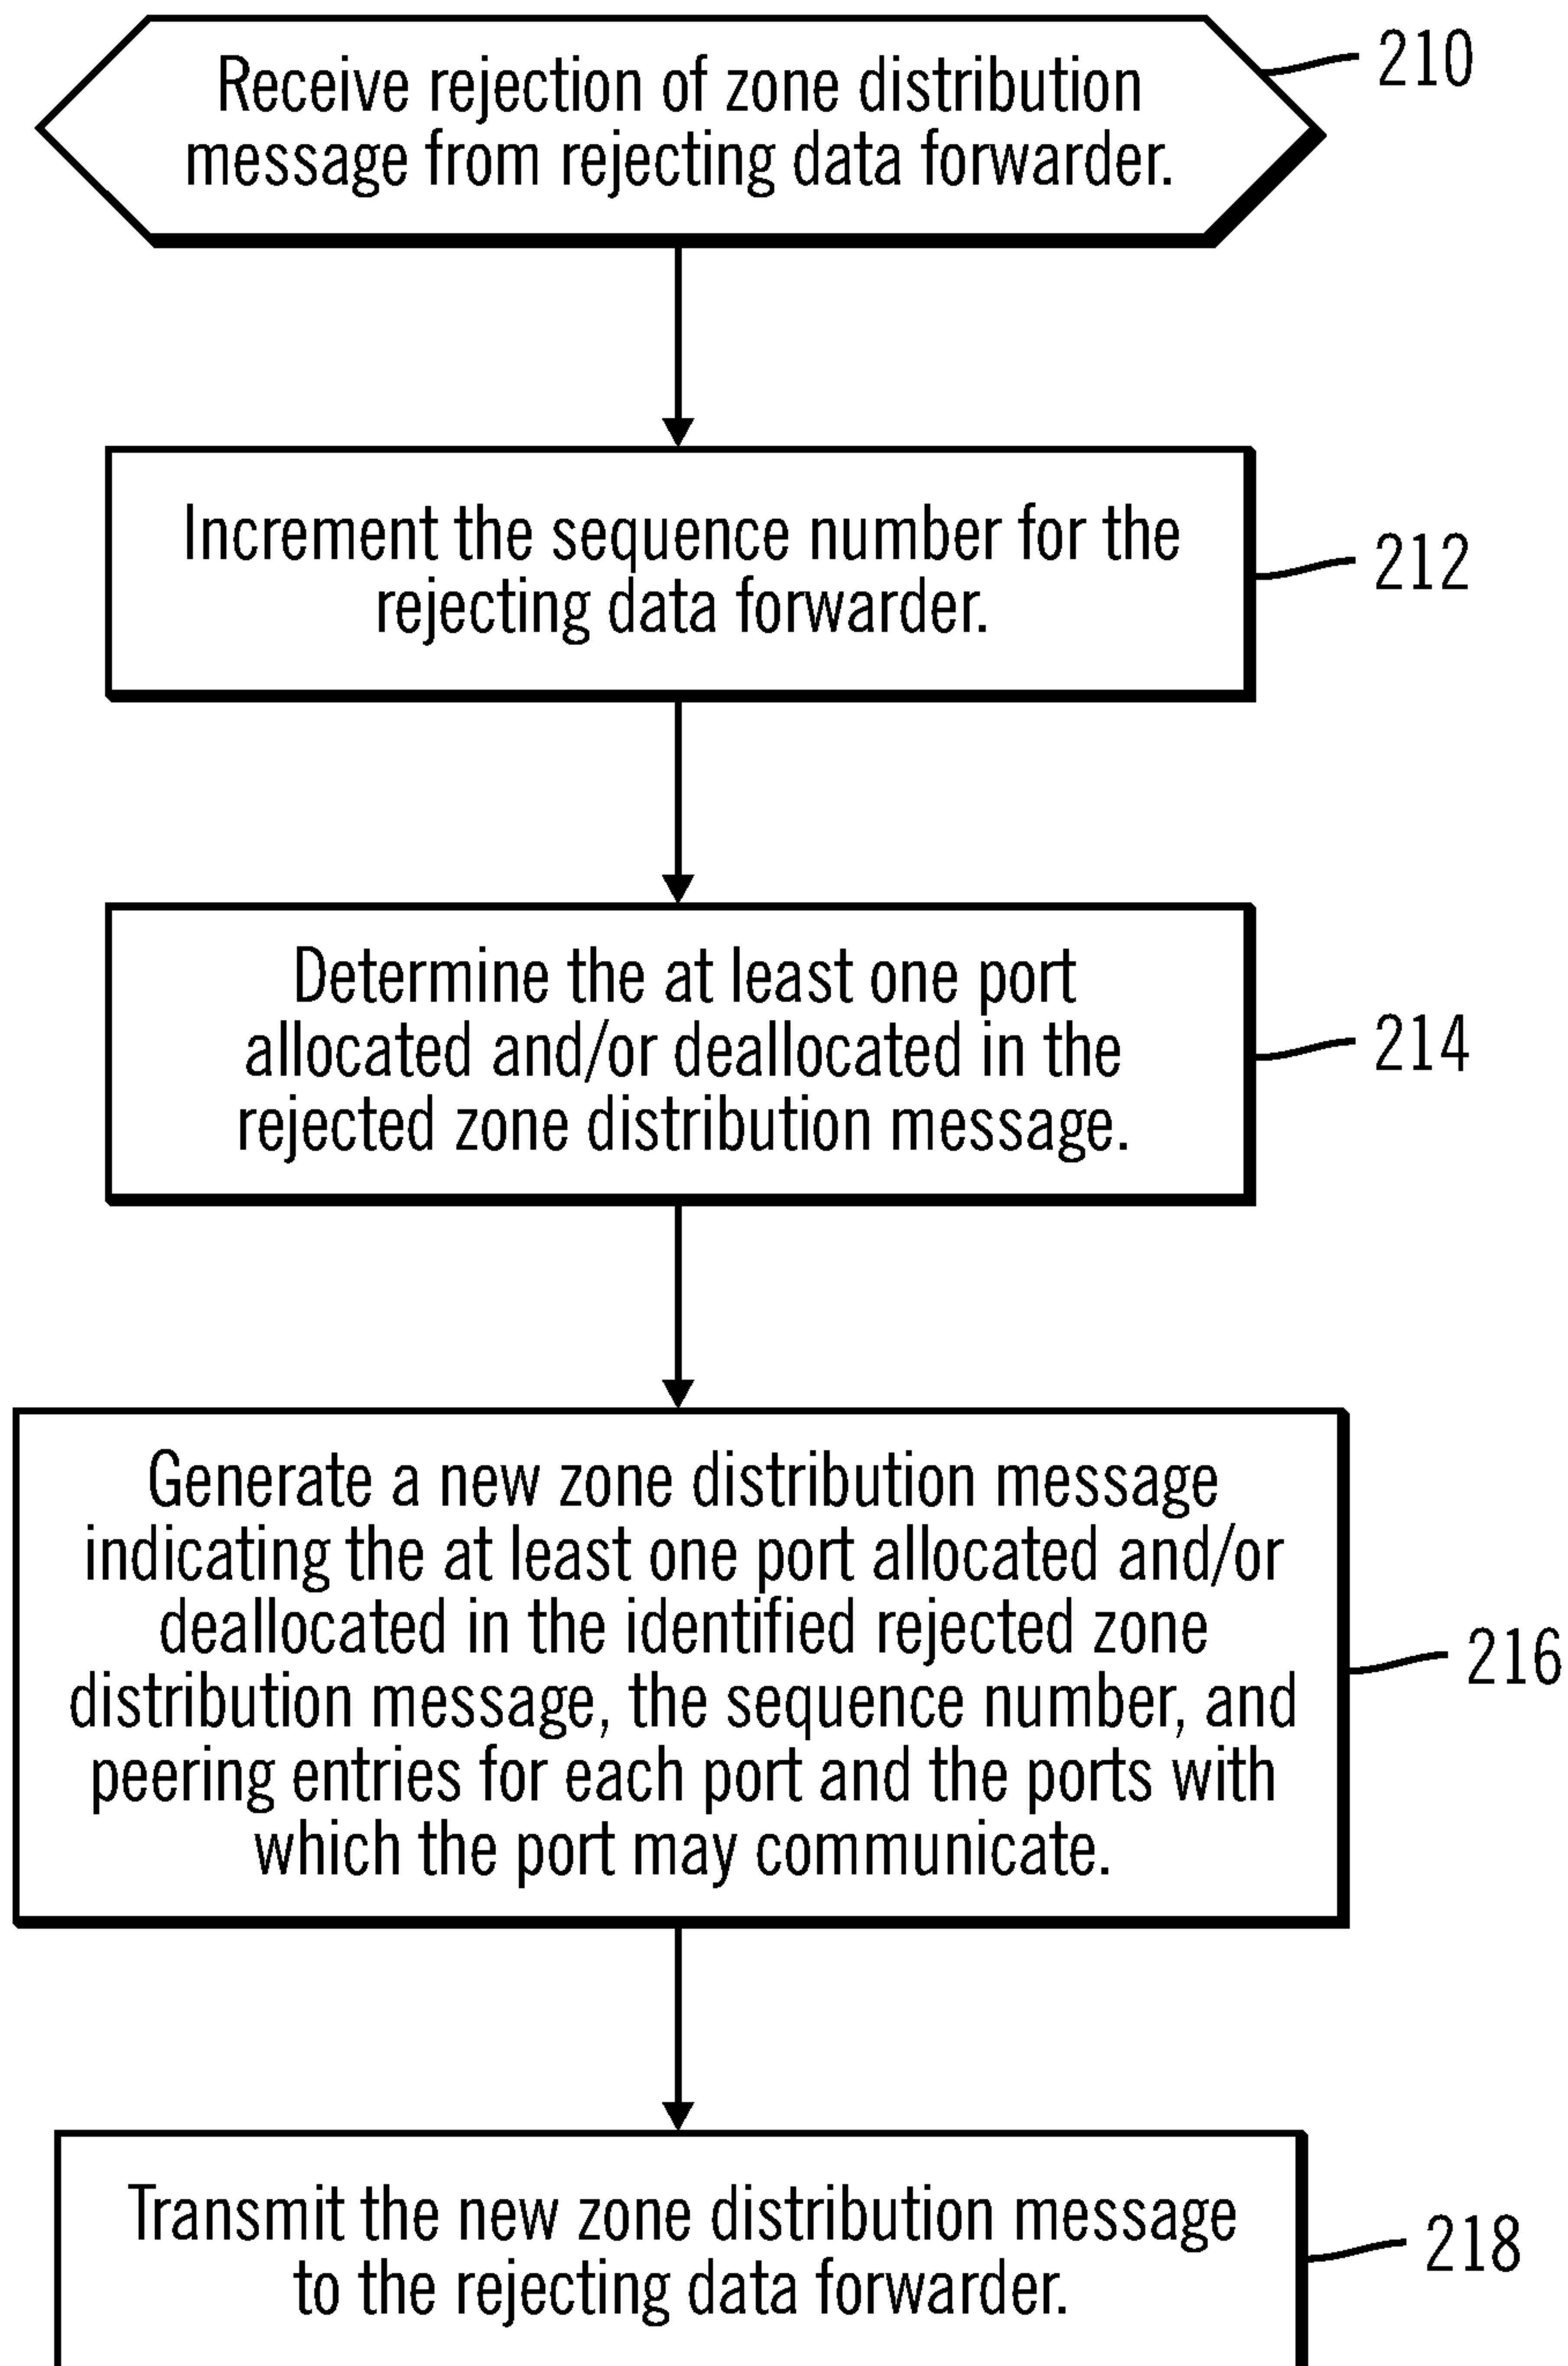 Receive rejection of zone distribution
message from rejecting data forwarder.
210
Increment the sequence number for the
rejecting data forwarder.
212
Determine the at least one port
allocated and/or deallocated in the
rejected zone distribution message.
214
Generate a new zone distribution message
indicating the at least one port allocated and/or
deallocated in the identified rejected zone
distribution message, the sequence number, and
peering entries for each port and the ports with
which the port may communicate.
216
Transmit the new zone distribution message
to the rejecting data forwarder.
218